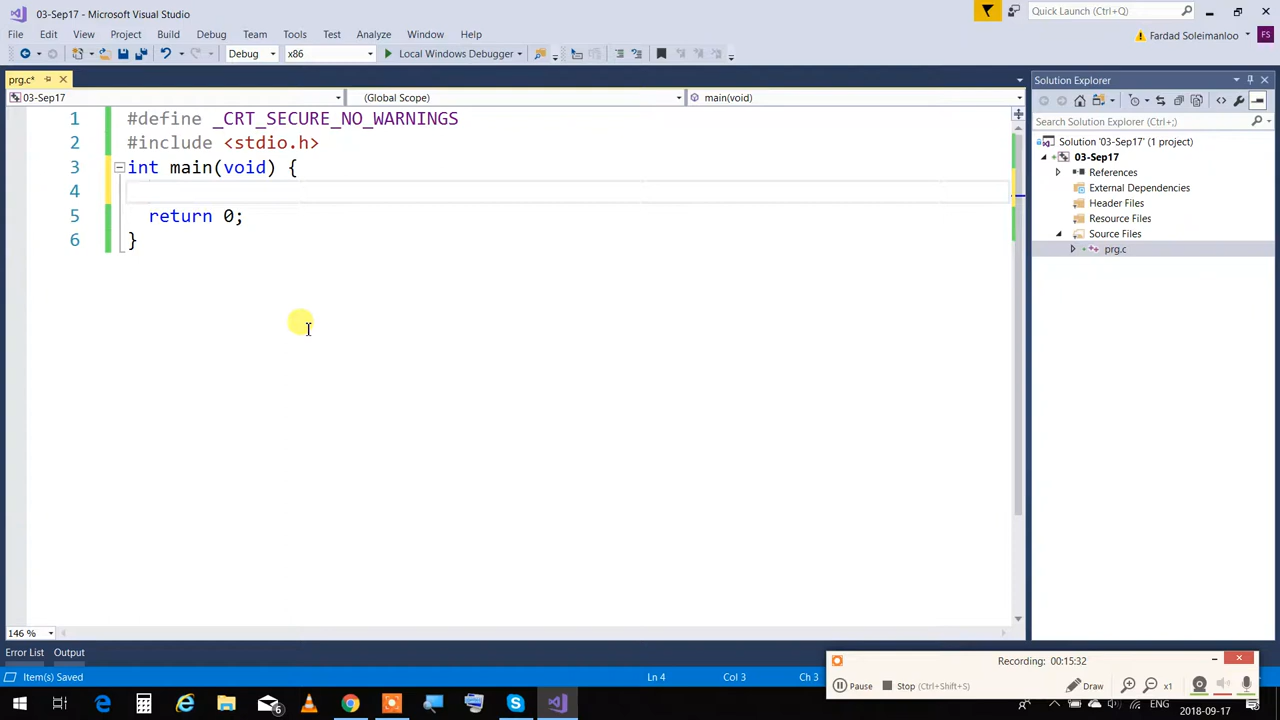 03-Sep17 - Microsoft Visual Studio
Quick Launch (Ctrl+Q)
File Edit View Project Build Debug Team Tools Test Analyze Window Help
Fardad Soleimanloo FS
Debug x86 Local Windows Debugger
prg.c*
Solution Explorer
03-Sep17 (Global Scope) main(void)
Search Solution Explorer (Ctrl+;)
1 #define _CRT_SECURE_NO_WARNINGS
2 #include <stdio.h>
3 int main(void) {
4
5 return 0;
6 }
Solution '03-Sep17' (1 project)
03-Sep17
References
External Dependencies
Header Files
Resource Files
Source Files
prg.c
146 %
Error List Output
Recording: 00:15:32
Item(s) Saved Ln 4 Col 3 Ch 3
Pause Stop (Ctrl+Shift+S) Draw x1
6
ENG
2018-09-17